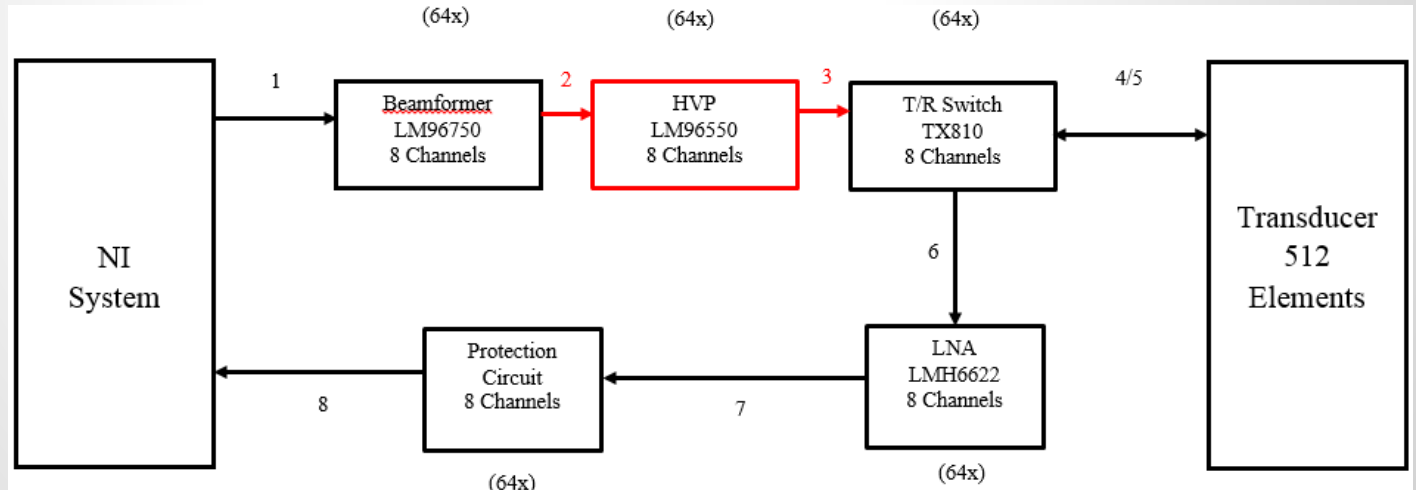 (64x)
(64x)
(64x)
1
2
3
4/5
Beamformer
LM96750
8 Channels
HVP
LM96550
8 Channels
T/R Switch
TX810
8 Channels
NI
System
Transducer
512
Elements
6
Protection
Circuit
8 Channels
LNA
LMH6622
8 Channels
8
7
(64x)
(64x)